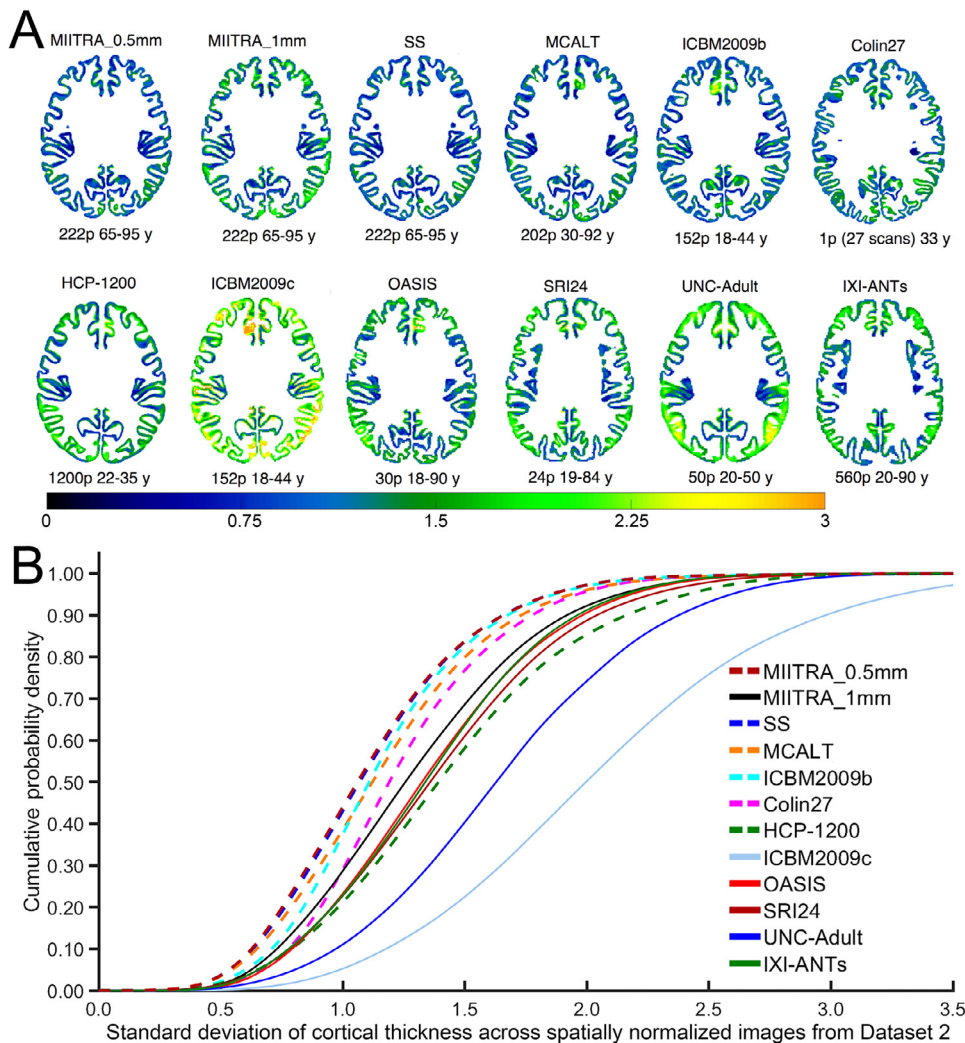 A
MIITRA_0.5mm MIITRA_1mm SS MCALT ICBM2009b Colin27
222p 65-95 y 222p 65-95 y 222p 65-95 y 202p 30-92 y 152p 18-44 y 1p (27 scans) 33 y
HCP-1200 ICBM2009c OASIS SRI24 UNC-Adult IXI-ANTs
1200p 22-35 y 152p 18-44 y 30p 18-90 y 24p 19-84 y 50p 20-50 y 560p 20-90 y
0 0.75 1.5 2.25 3
B
Cumulative probability density
1.00
0.90
0.80
0.70
0.60
0.50
0.40
0.30
0.20
0.10
0.00
MIITRA_0.5mm
MIITRA_1mm
SS
MCALT
ICBM2009b
Colin27
HCP-1200
ICBM2009c
OASIS
SRI24
UNC-Adult
IXI-ANTs
0.0 0.5 1.0 1.5 2.0 2.5 3.0 3.5
Standard deviation of cortical thickness across spatially normalized images from Dataset 2